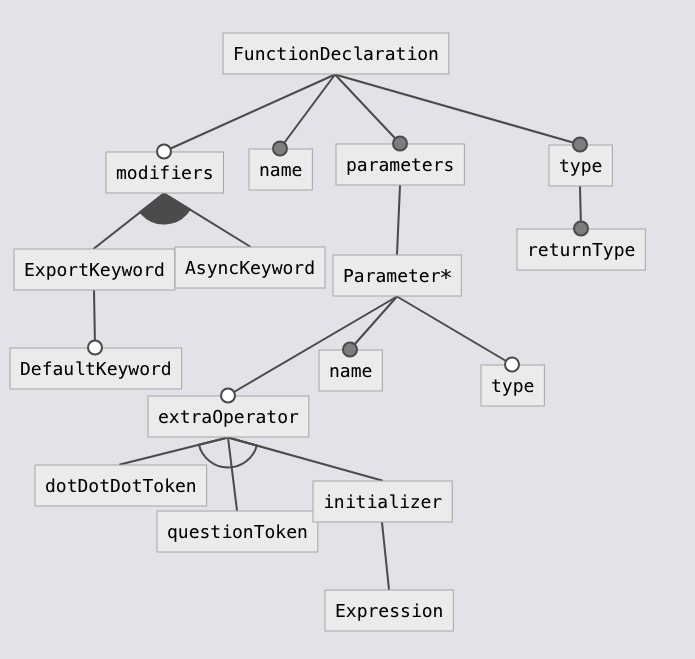 FunctionDeclaration
modifiers
name
parameters
type
returnType
ExportKeyword
AsyncKeyword
Parameter*
DefaultKeyword
name
type
extraOperator
dotDotDotToken
initializer
questionToken
Expression